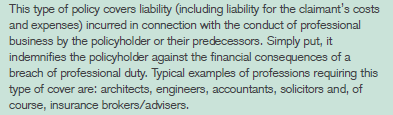 This type of policy covers liability (including liability for the claimant's costs
and expenses) incurred in connection with the conduct of professional
business by the policyholder or their predecessors. Simply put, it
indemnifies the policyholder against the financial consequences of a
breach of professional duty. Typical examples of professions requiring this
type of cover are: architects, engineers, accountants, solicitors and, of
course, insurance brokers/advisers.